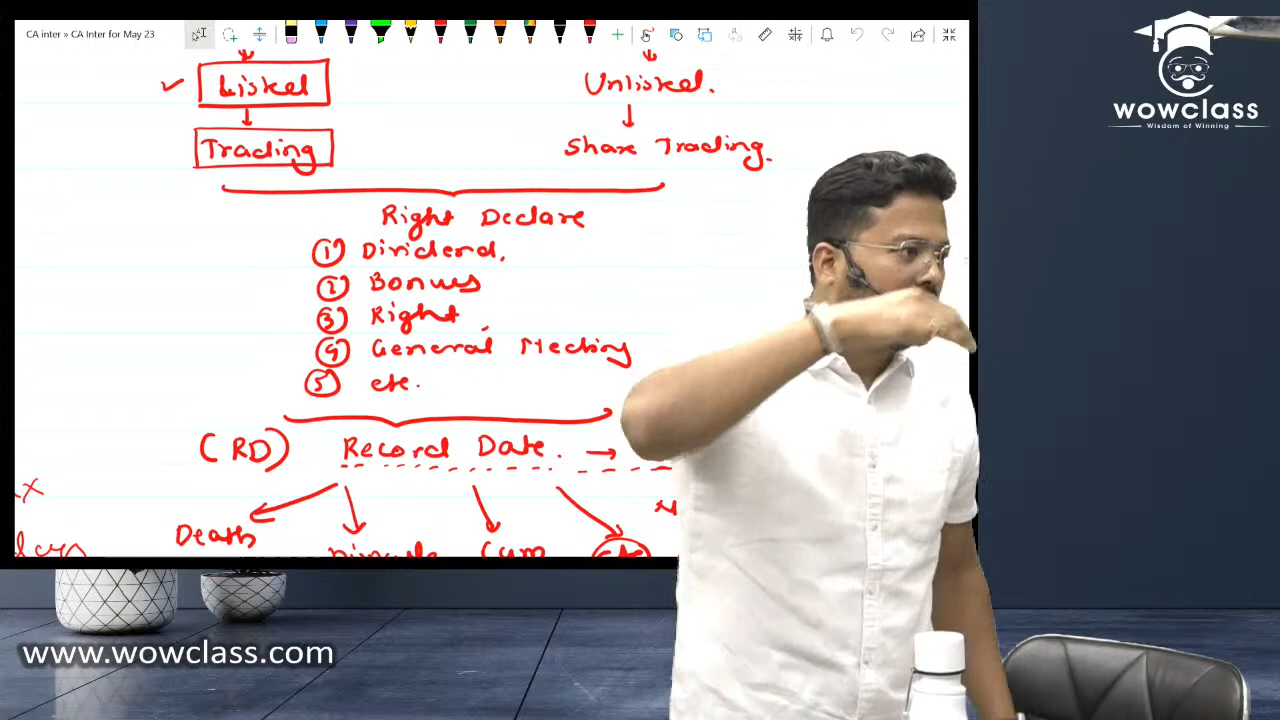 CA inter » CA Inter for May 23
wowclass
Wisdom of Winning
Listed
Unlisted.
Trading
Share Trading.
Right Declare
① Dividend.
② Bonus
③ Right
④ General Meeting
⑤ etc.
(RD) Record Date. →
Death
Cum
etc
www.wowclass.com